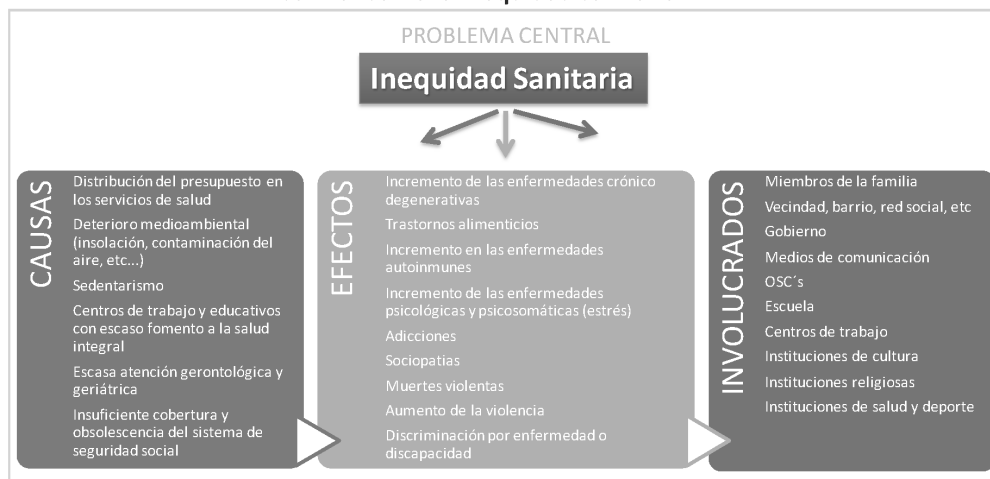 PROBLEMA CENTRAL
Inequidad Sanitaria
CAUSAS
Distribución del presupuesto en
los servicios de salud
Deterioro medioambiental
(insolación, contaminación del
aire, etc...)
Sedentarismo
Centros de trabajo y educativos
con escaso fomento a la salud
integral
Escasa atención gerontológica y
geriátrica
Insuficiente cobertura y
obsolescencia del sistema de
seguridad social
EFECTOS
Incremento de las enfermedades crónico
degenerativas
Trastornos alimenticios
Incremento en las enfermedades
autoinmunes
Incremento de las enfermedades
psicológicas y psicosomáticas (estrés)
Adicciones
Sociopatias
Muertes violentas
Aumento de la violencia
Discriminación por enfermedad o
discapacidad
INVOLUCRADOS
Miembros de la familia
Vecindad, barrio, red social, etc
Gobierno
Medios de comunicación
OSC´s
Escuela
Centros de trabajo
Instituciones de cultura
Instituciones religiosas
Instituciones de salud y deporte